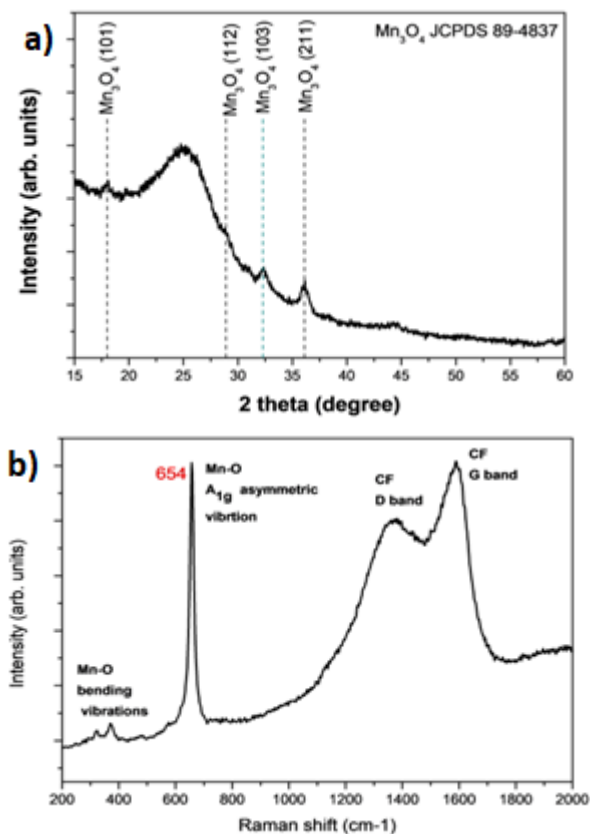 a)
Mn3O4 JCPDS 89-4837
Mn3O4 (101)
Mn3O4 (112)
Mn3O4 (103)
Mn3O4 (211)
Intensity (arb. units)
15 20 25 30 35 40 45 50 55 60
2 theta (degree)
b)
654
Mn-O
A1g asymmetric
vibrtion
CF
D band
CF
G band
Mn-O
bending
vibrations
Intensity (arb. units)
200 400 600 800 1000 1200 1400 1600 1800 2000
Raman shift (cm-1)